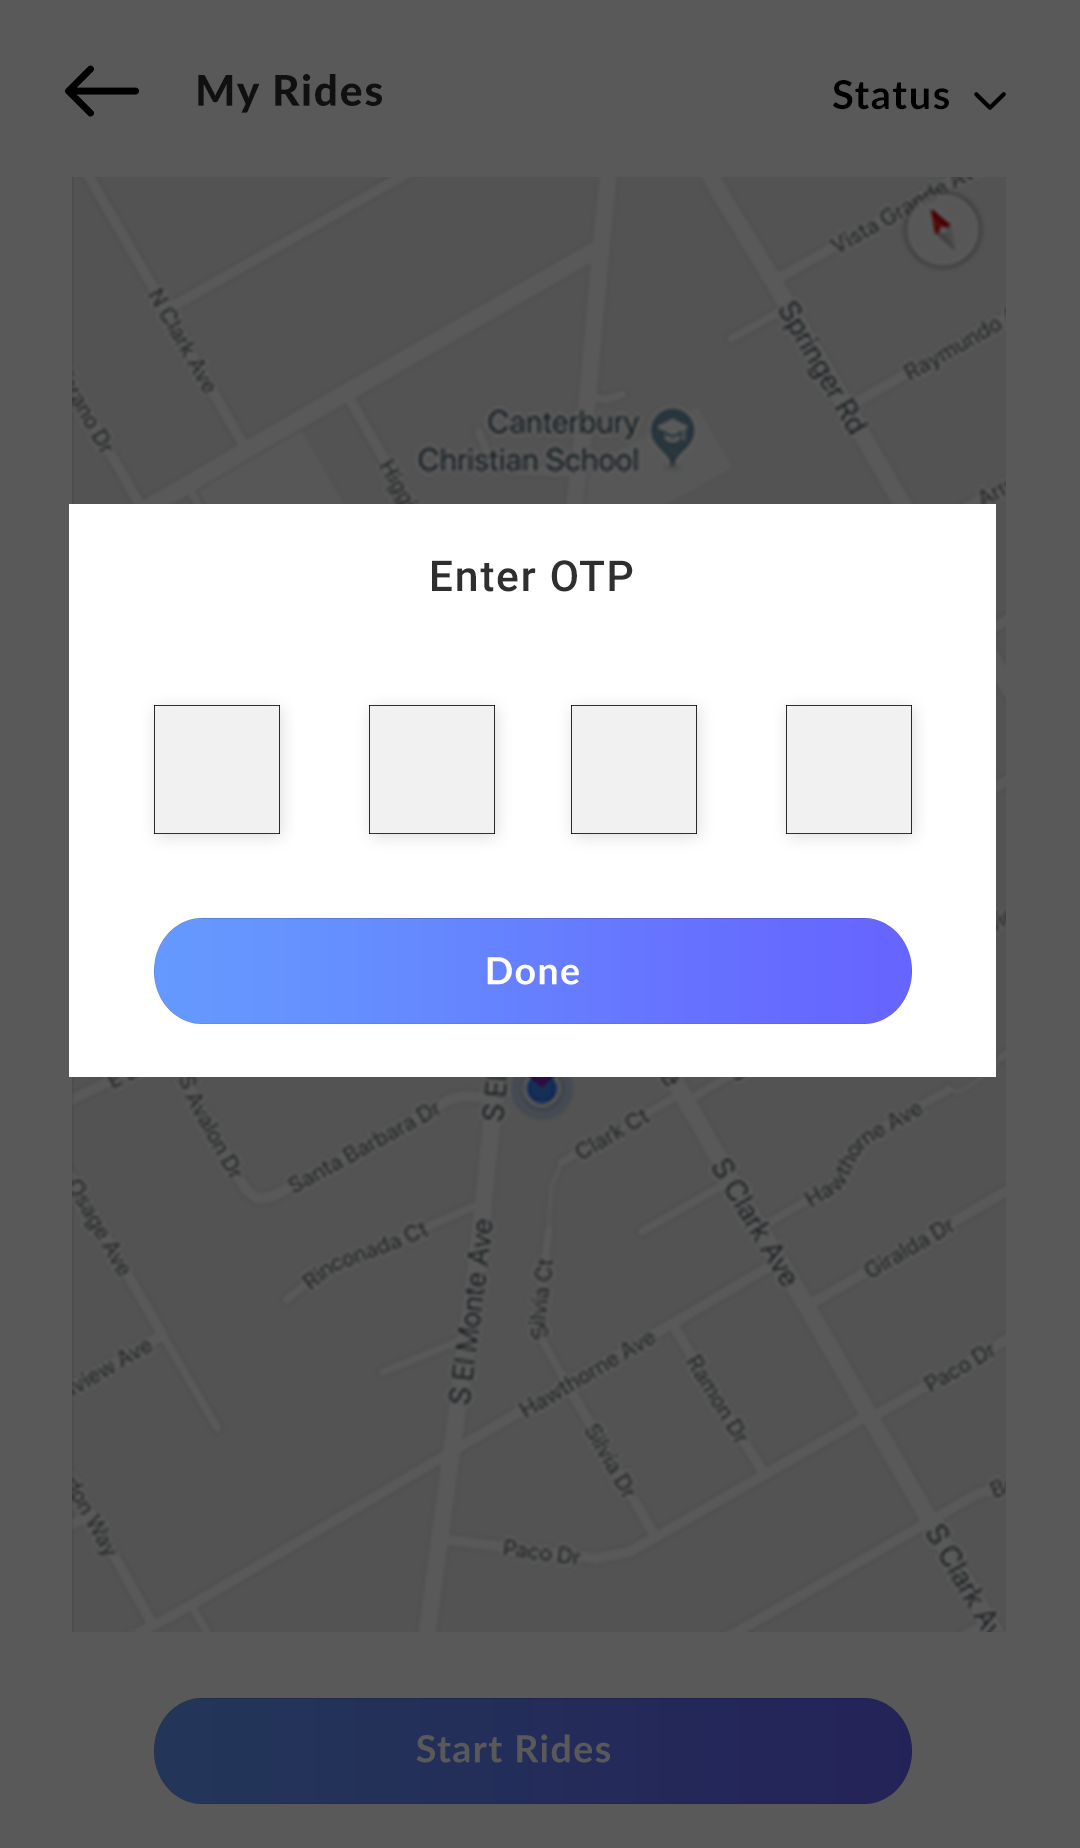 My Rides
Status
Vista Grande
N Clark Ave
Springer Rd
Raymundo
Canterbury
Christian School
Enter OTP
Done
S Avalon Dr
S El
Clark Ct
Santa Barbara Dr
Hawthorne Ave
S Clark Ave
Osage Ave
Rinconada Ct
Giralda Dr
S El Monte Ave
Silvia Ct
Hawthorne Ave
Ramon Dr
Paco Dr
view Ave
Silvia Dr
Paco Dr
Way
S Clark
Start Rides